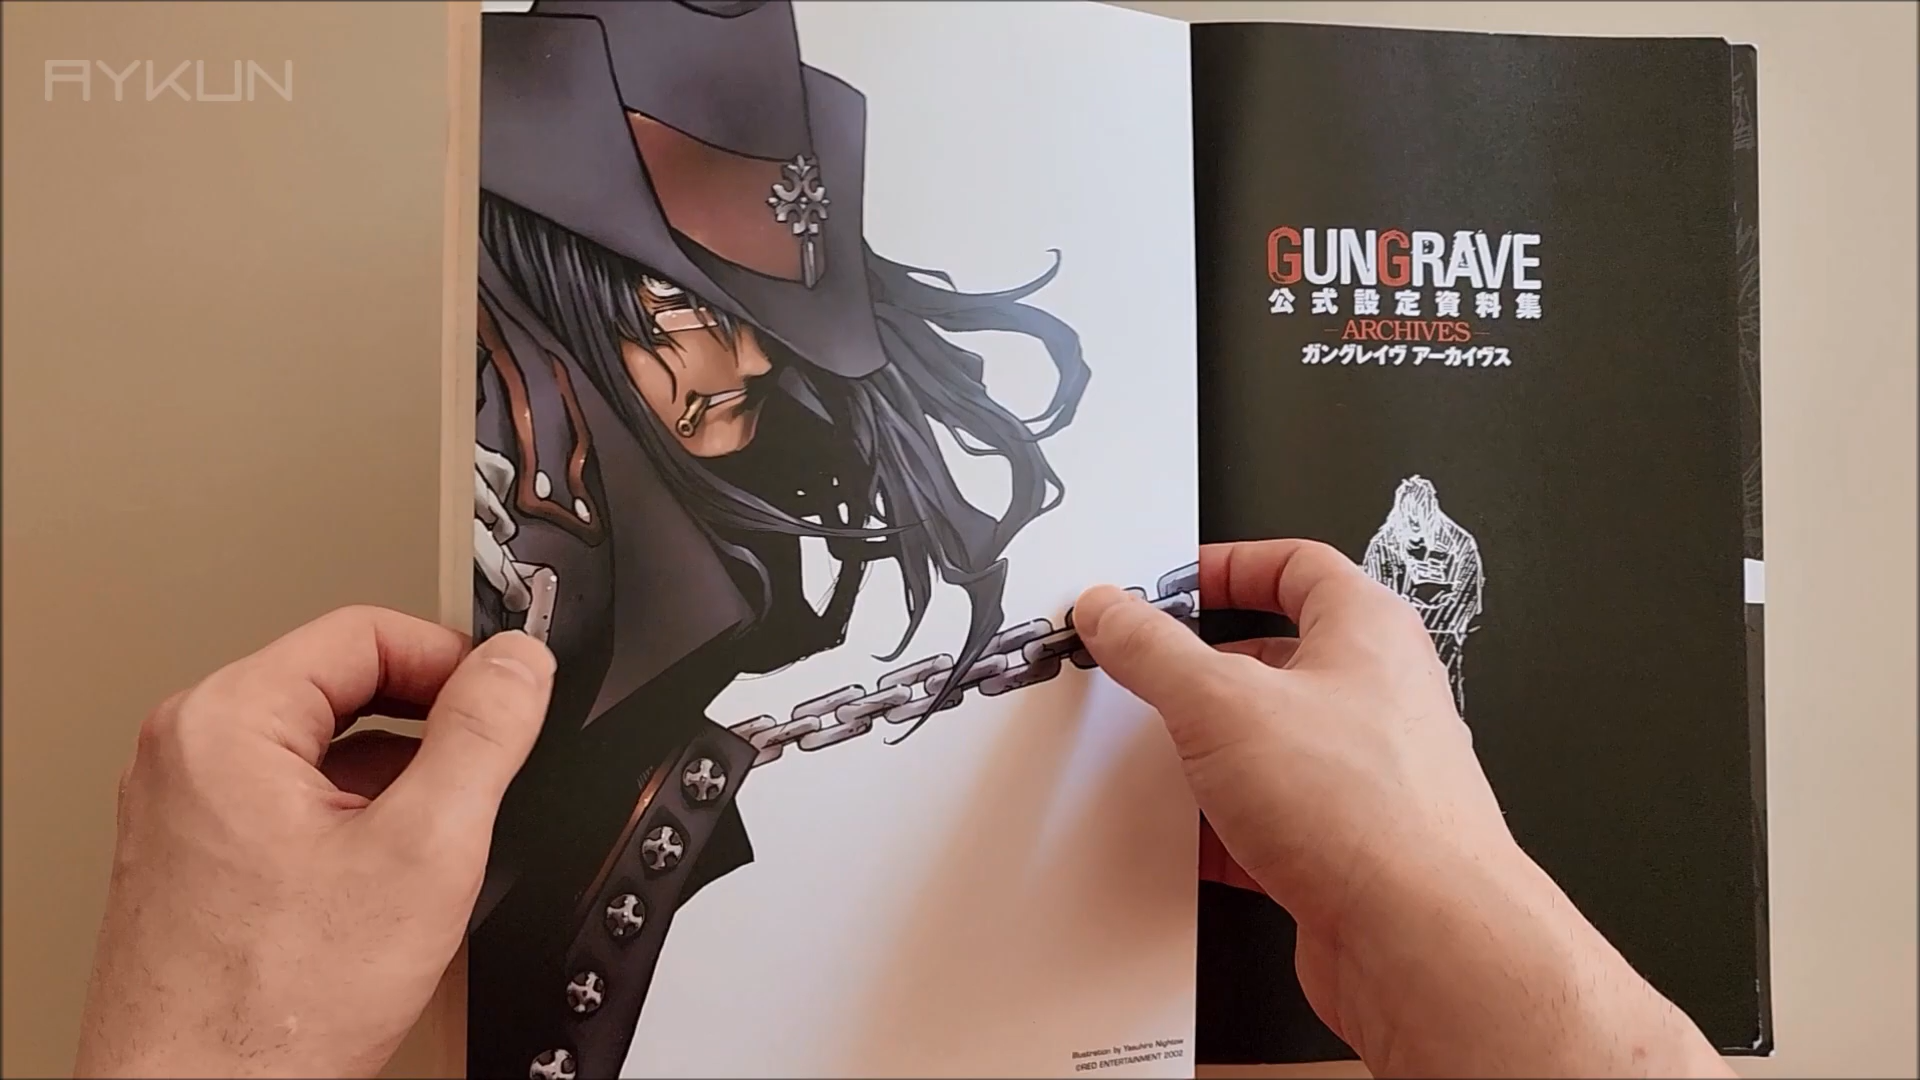 AYKUN
GUNGRAVE
公式設定資料集
ARCHIVES
ガングレイヴ アーカイヴス
Illustration by Yasuhiro Nightow
©RED ENTERTAINMENT 2002